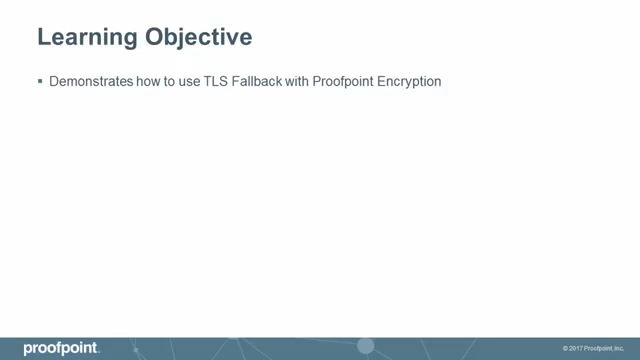 Learning Objective
▪ Demonstrates how to use TLS Fallback with Proofpoint Encryption
proofpoint.
© 2017 Proofpoint, Inc.